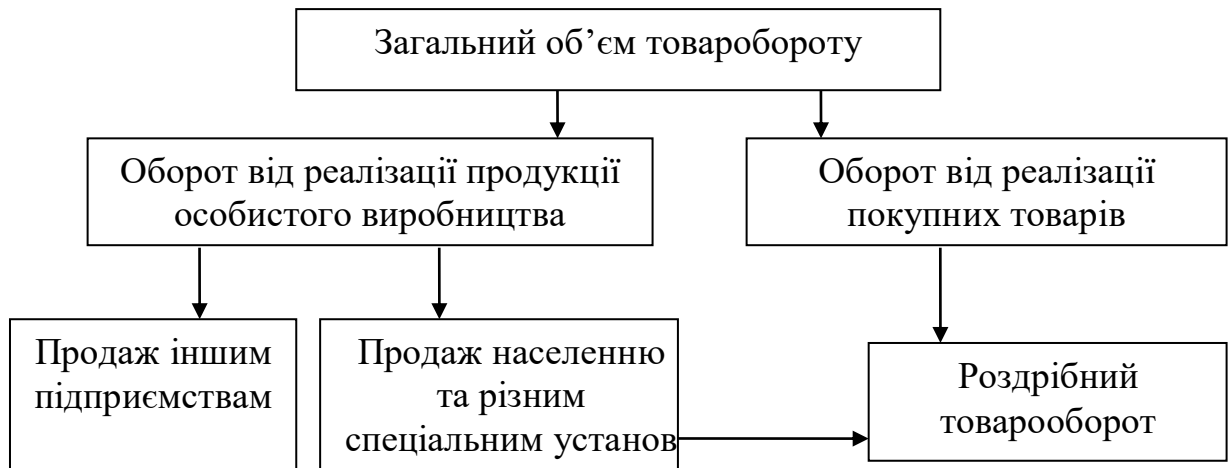 Загальний об’єм товаробороту
Оборот від реалізації продукції
особистого виробництва
Оборот від реалізації
покупних товарів
Продаж іншим
підприємствам
Продаж населенню
та різним
спеціальним установ
Роздрібний
товарооборот